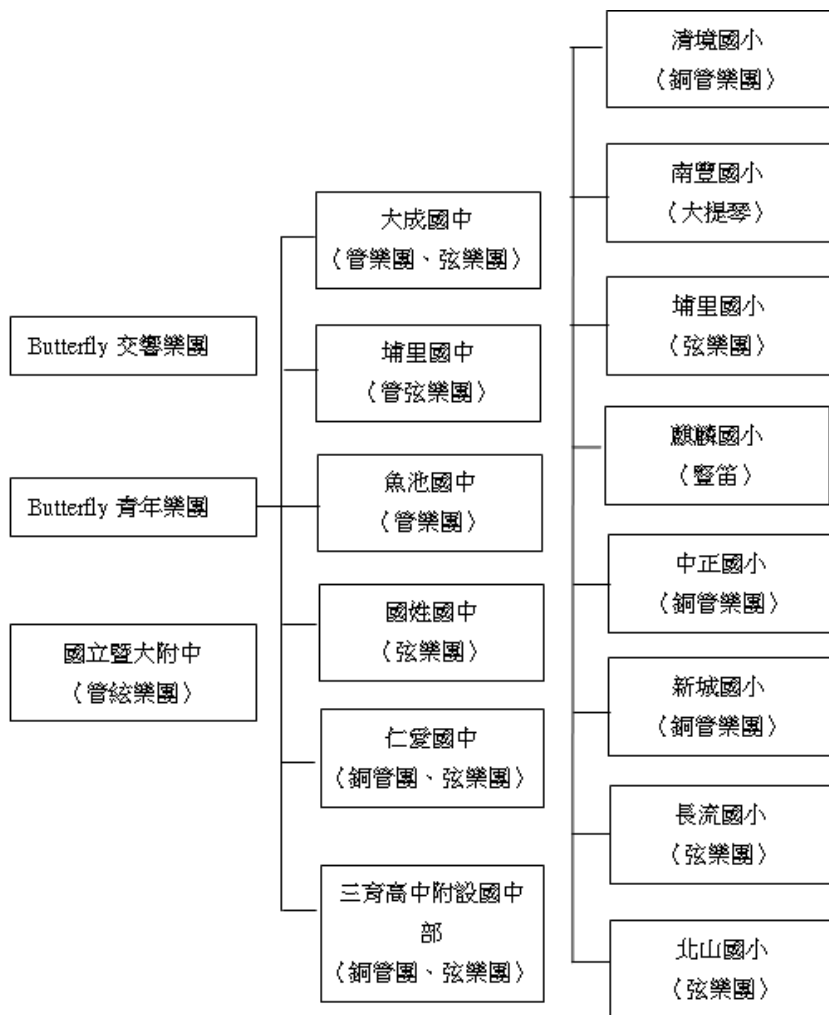 Butterfly 交響樂團
Butterfly 青年樂團
國立暨大附中
（管絃樂團）
大成國中
（管樂團、弦樂團）
埔里國中
（管弦樂團）
魚池國中
（管樂團）
國姓國中
（弦樂團）
仁愛國中
（銅管團、弦樂團）
三育高中附設國中
部
（銅管團、弦樂團）
清境國小
（銅管樂團）
南豐國小
（大提琴）
埔里國小
（弦樂團）
麒麟國小
（豎笛）
中正國小
（銅管樂團）
新城國小
（銅管樂團）
長流國小
（弦樂團）
北山國小
（弦樂團）